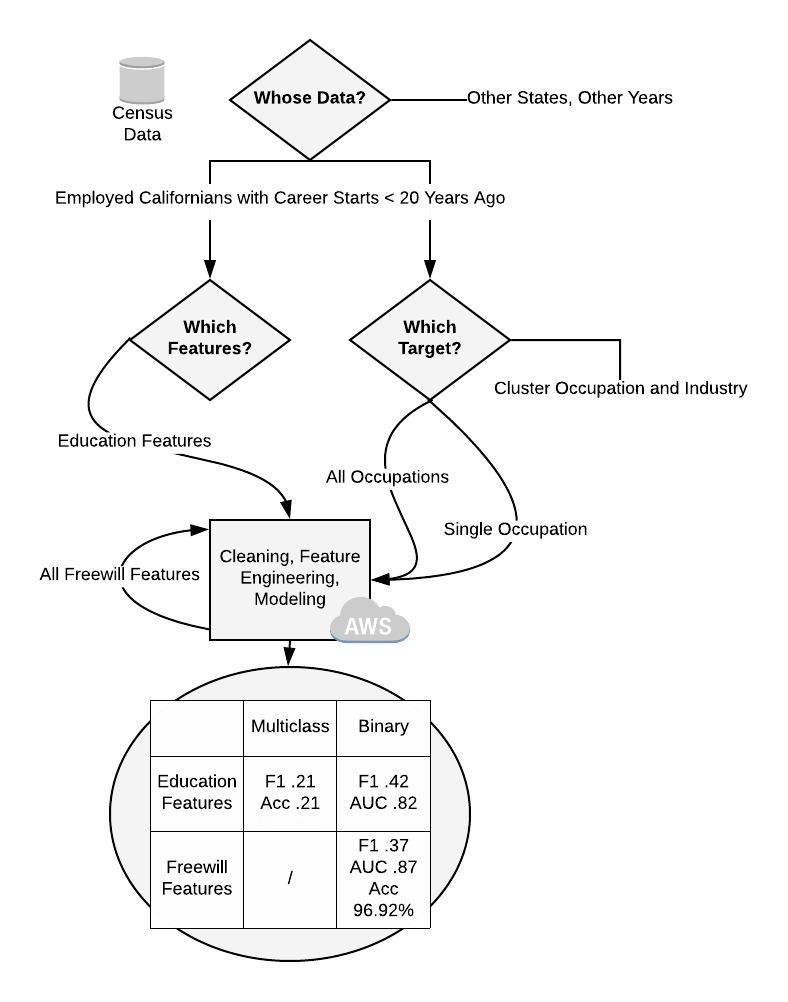 Whose Data?
Other States, Other Years
Census
Data
Employed Californians with Career Starts < 20 Years Ago
Which
Features?
Which
Target?
Cluster Occupation and Industry
Education Features
All Occupations
Single Occupation
Cleaning, Feature
Engineering,
Modeling
All Freewill Features
AWS
Multiclass
Binary
Education
Features
F1 .21
Acc .21
F1 .42
AUC .82
Freewill
Features
/
F1 .37
AUC .87
Acc
96.92%